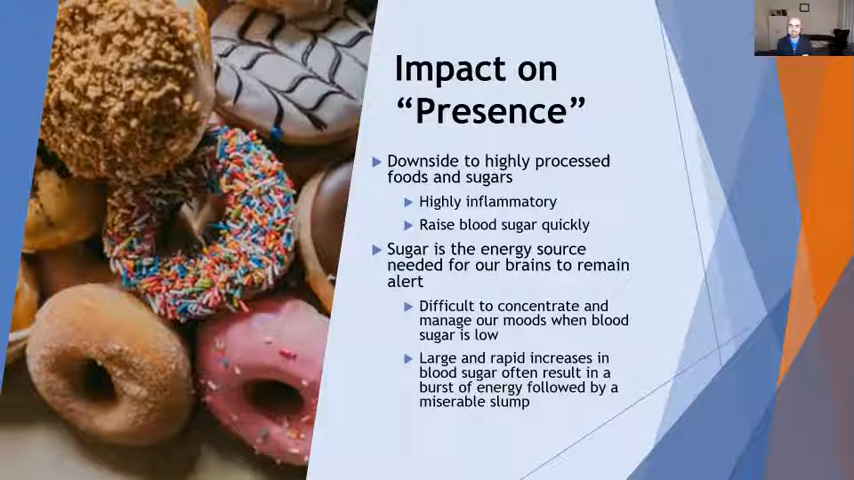 Impact on
“Presence”
Downside to highly processed
foods and sugars
Highly inflammatory
Raise blood sugar quickly
Sugar is the energy source
needed for our brains to remain
alert
Difficult to concentrate and
manage our moods when blood
sugar is low
Large and rapid increases in
blood sugar often result in a
burst of energy followed by a
miserable slump